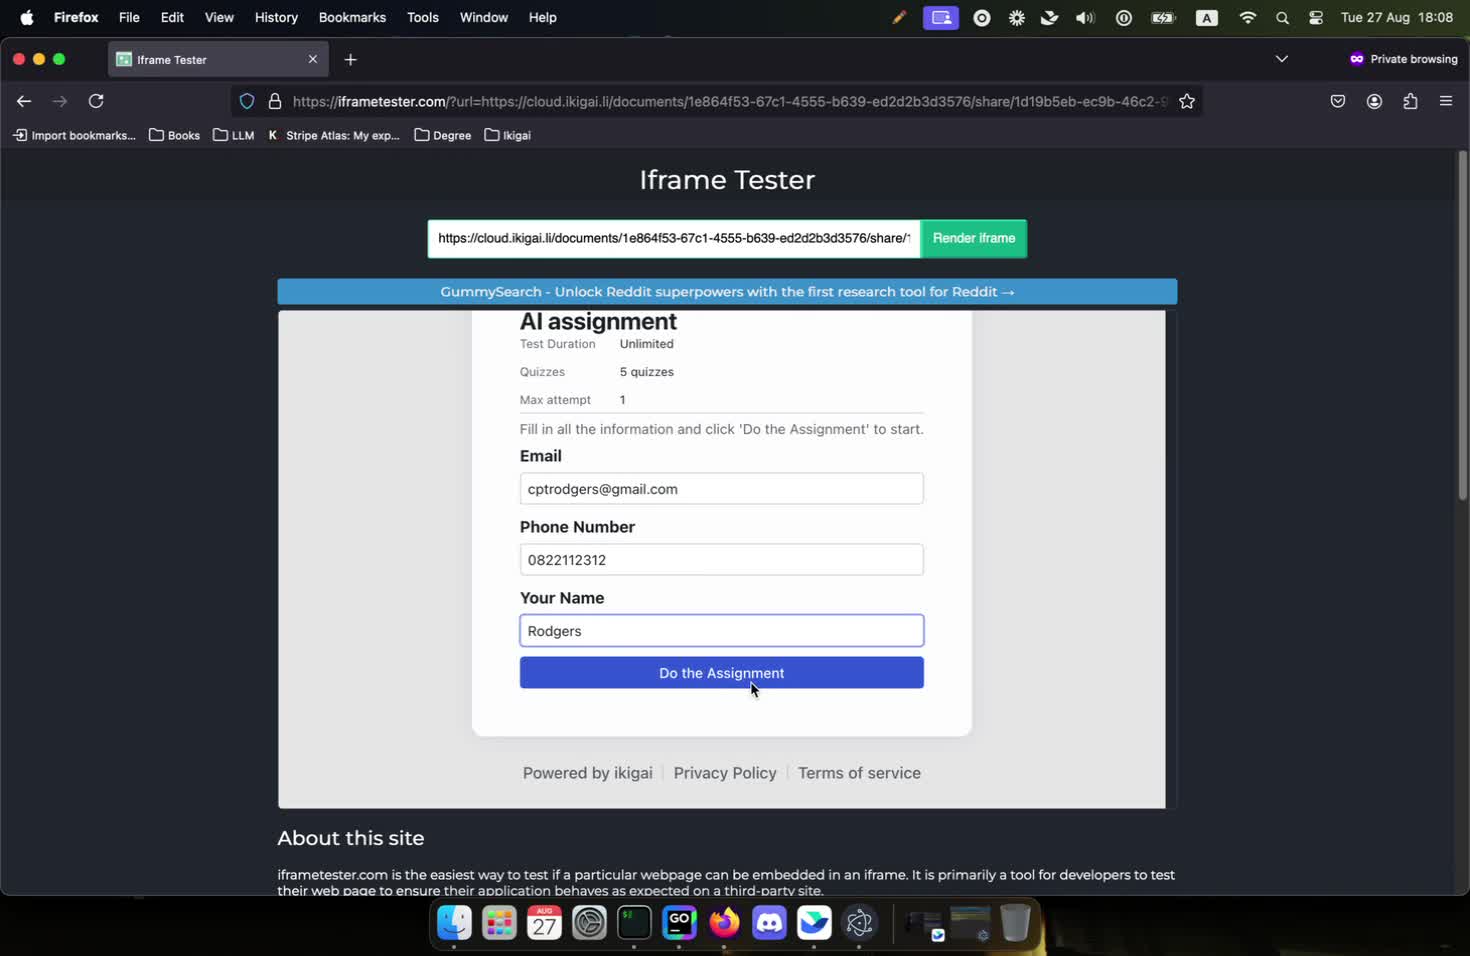 Firefox File Edit View History Bookmarks Tools Window Help A Tue 27 Aug 18:08
Iframe Tester Private browsing
https://iframetester.com/?url=https://cloud.ikigai.li/documents/1e864f53-67c1-4555-b639-ed2d2b3d3576/share/1d19b5eb-ec9b-46c2-9
Import bookmarks... Books LLM K Stripe Atlas: My exp... Degree Ikigai
Iframe Tester
https://cloud.ikigai.li/documents/1e864f53-67c1-4555-b639-ed2d2b3d3576/share/1 Render iframe
GummySearch - Unlock Reddit superpowers with the first research tool for Reddit →
AI assignment
Test Duration Unlimited
Quizzes 5 quizzes
Max attempt 1
Fill in all the information and click 'Do the Assignment' to start.
Email
cptrodgers@gmail.com
Phone Number
0822112312
Your Name
Rodgers
Do the Assignment
Powered by ikigai Privacy Policy Terms of service
About this site
iframetester.com is the easiest way to test if a particular webpage can be embedded in an iframe. It is primarily a tool for developers to test
their web page to ensure their application behaves as expected on a third-party site.
AUG
27
GO